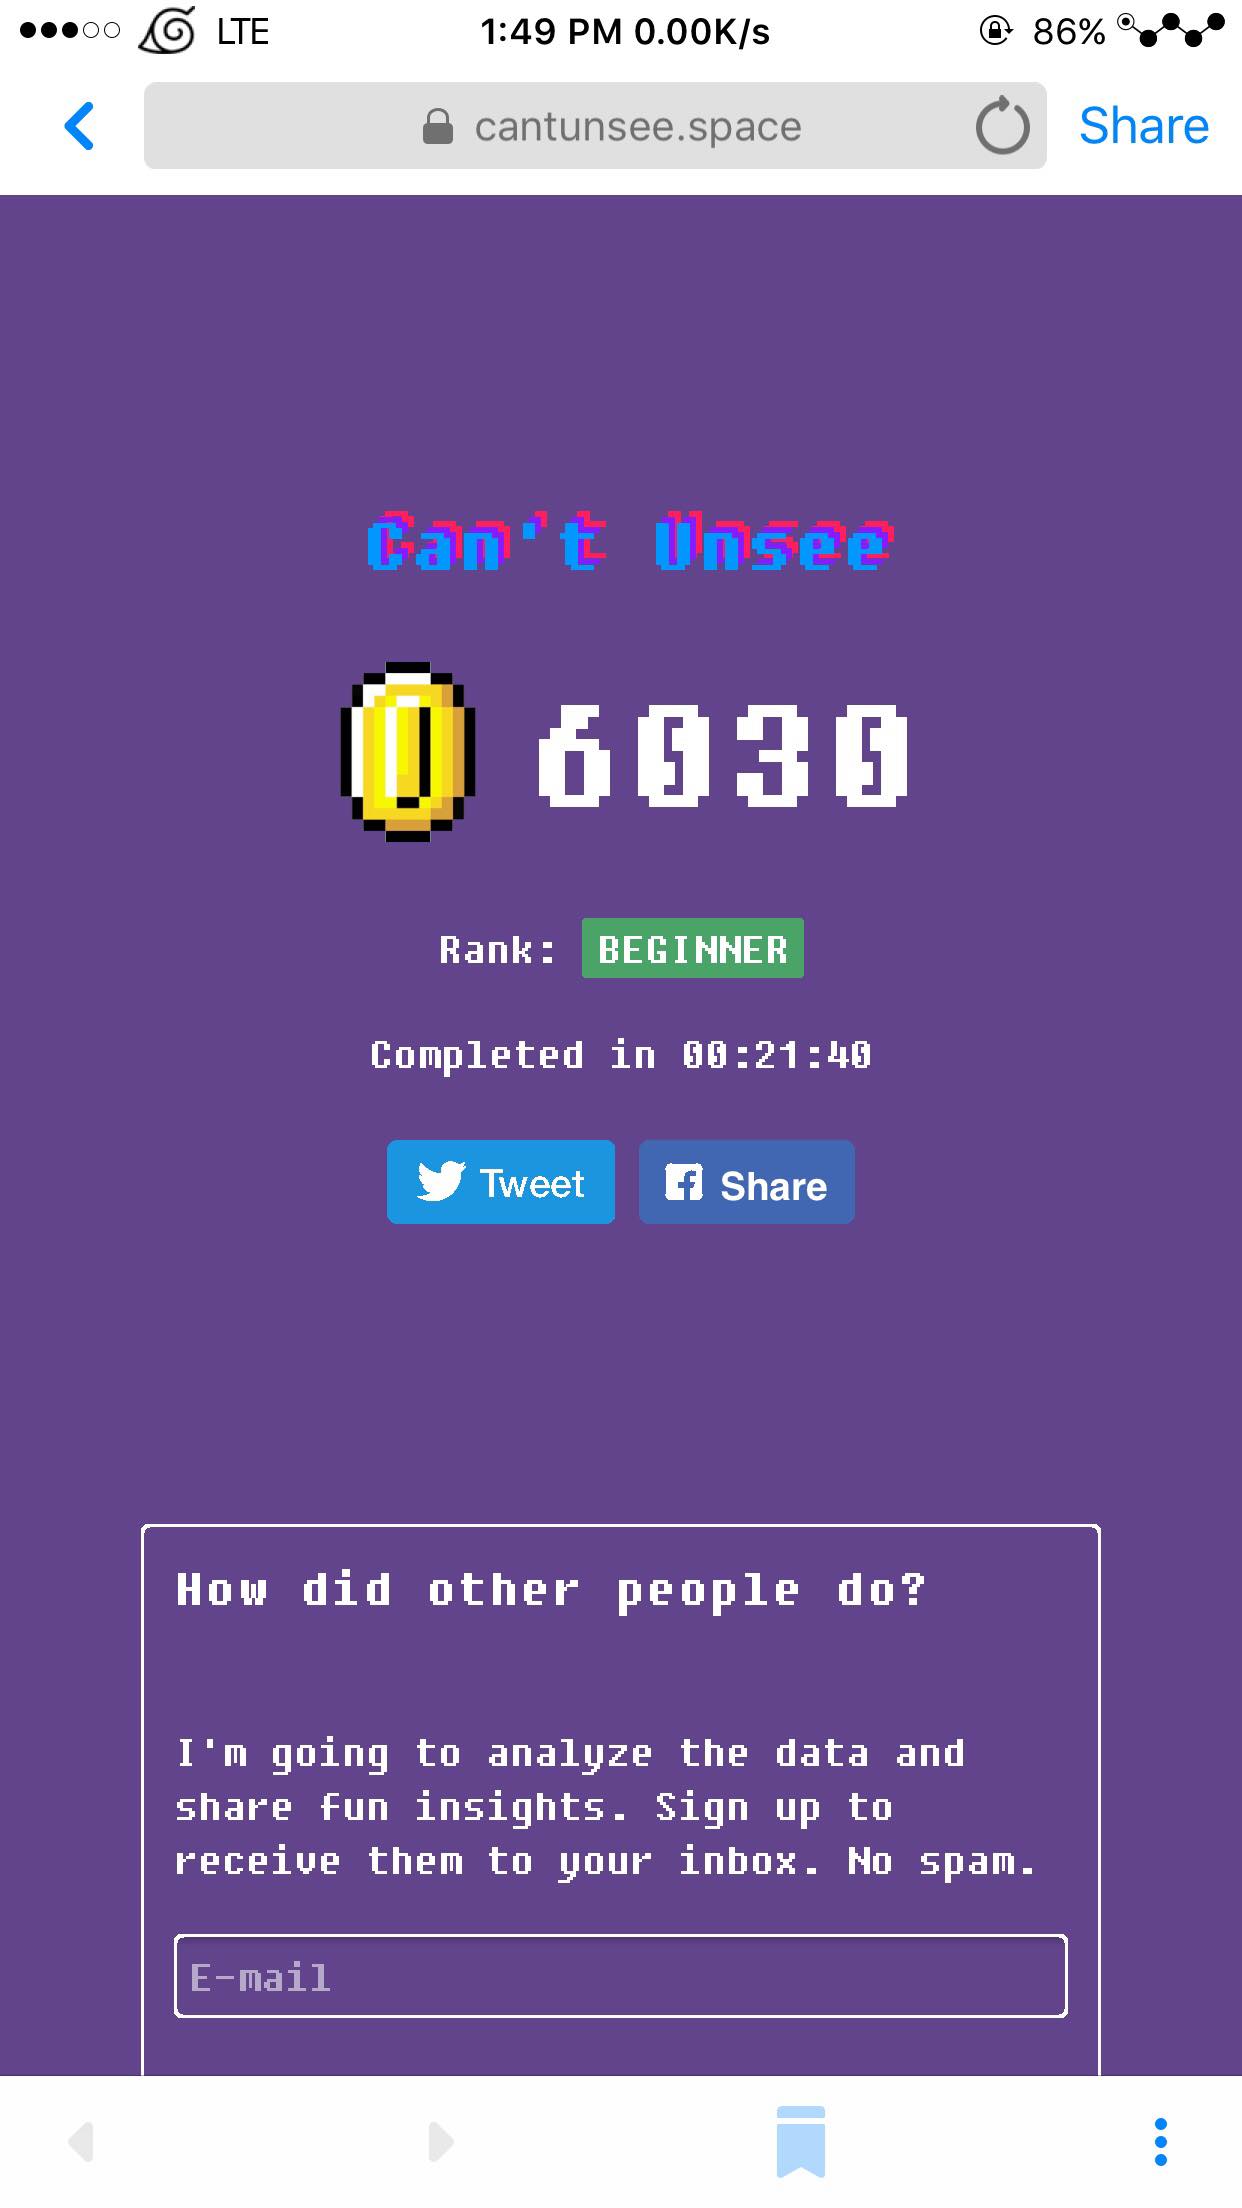 LTE 1:49 PM 0.00K/s 86%
cantunsee.space Share
Can't Unsee
6030
Rank: BEGINNER
Completed in 00:21:40
Tweet Share
How did other people do?
I'm going to analyze the data and
share fun insights. Sign up to
receive them to your inbox. No spam.
E-mail